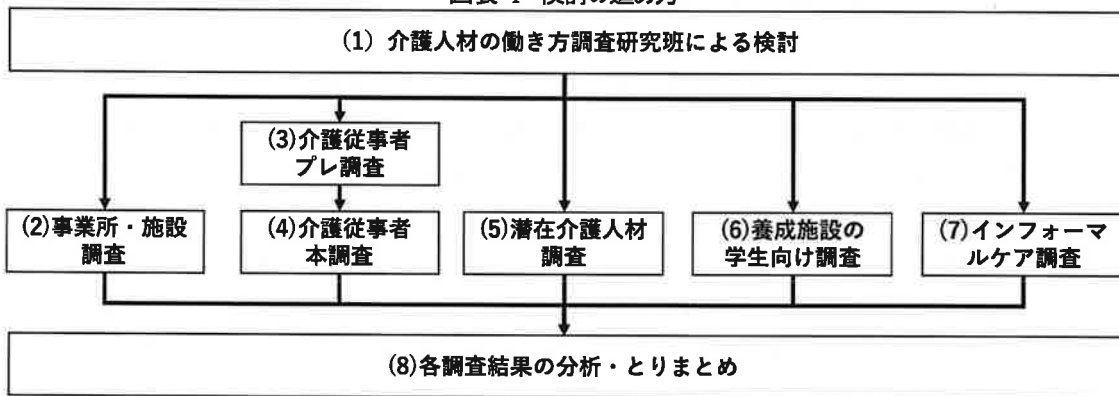 (1) 介護人材の働き方調査研究班による検討
(3)介護従事者
プレ調査
(2)事業所・施設
調査
(4)介護従事者
本調査
(5)潜在介護人材
調査
(6)養成施設の
学生向け調査
(7)インフォーマ
ルケア調査
(8)各調査結果の分析・とりまとめ